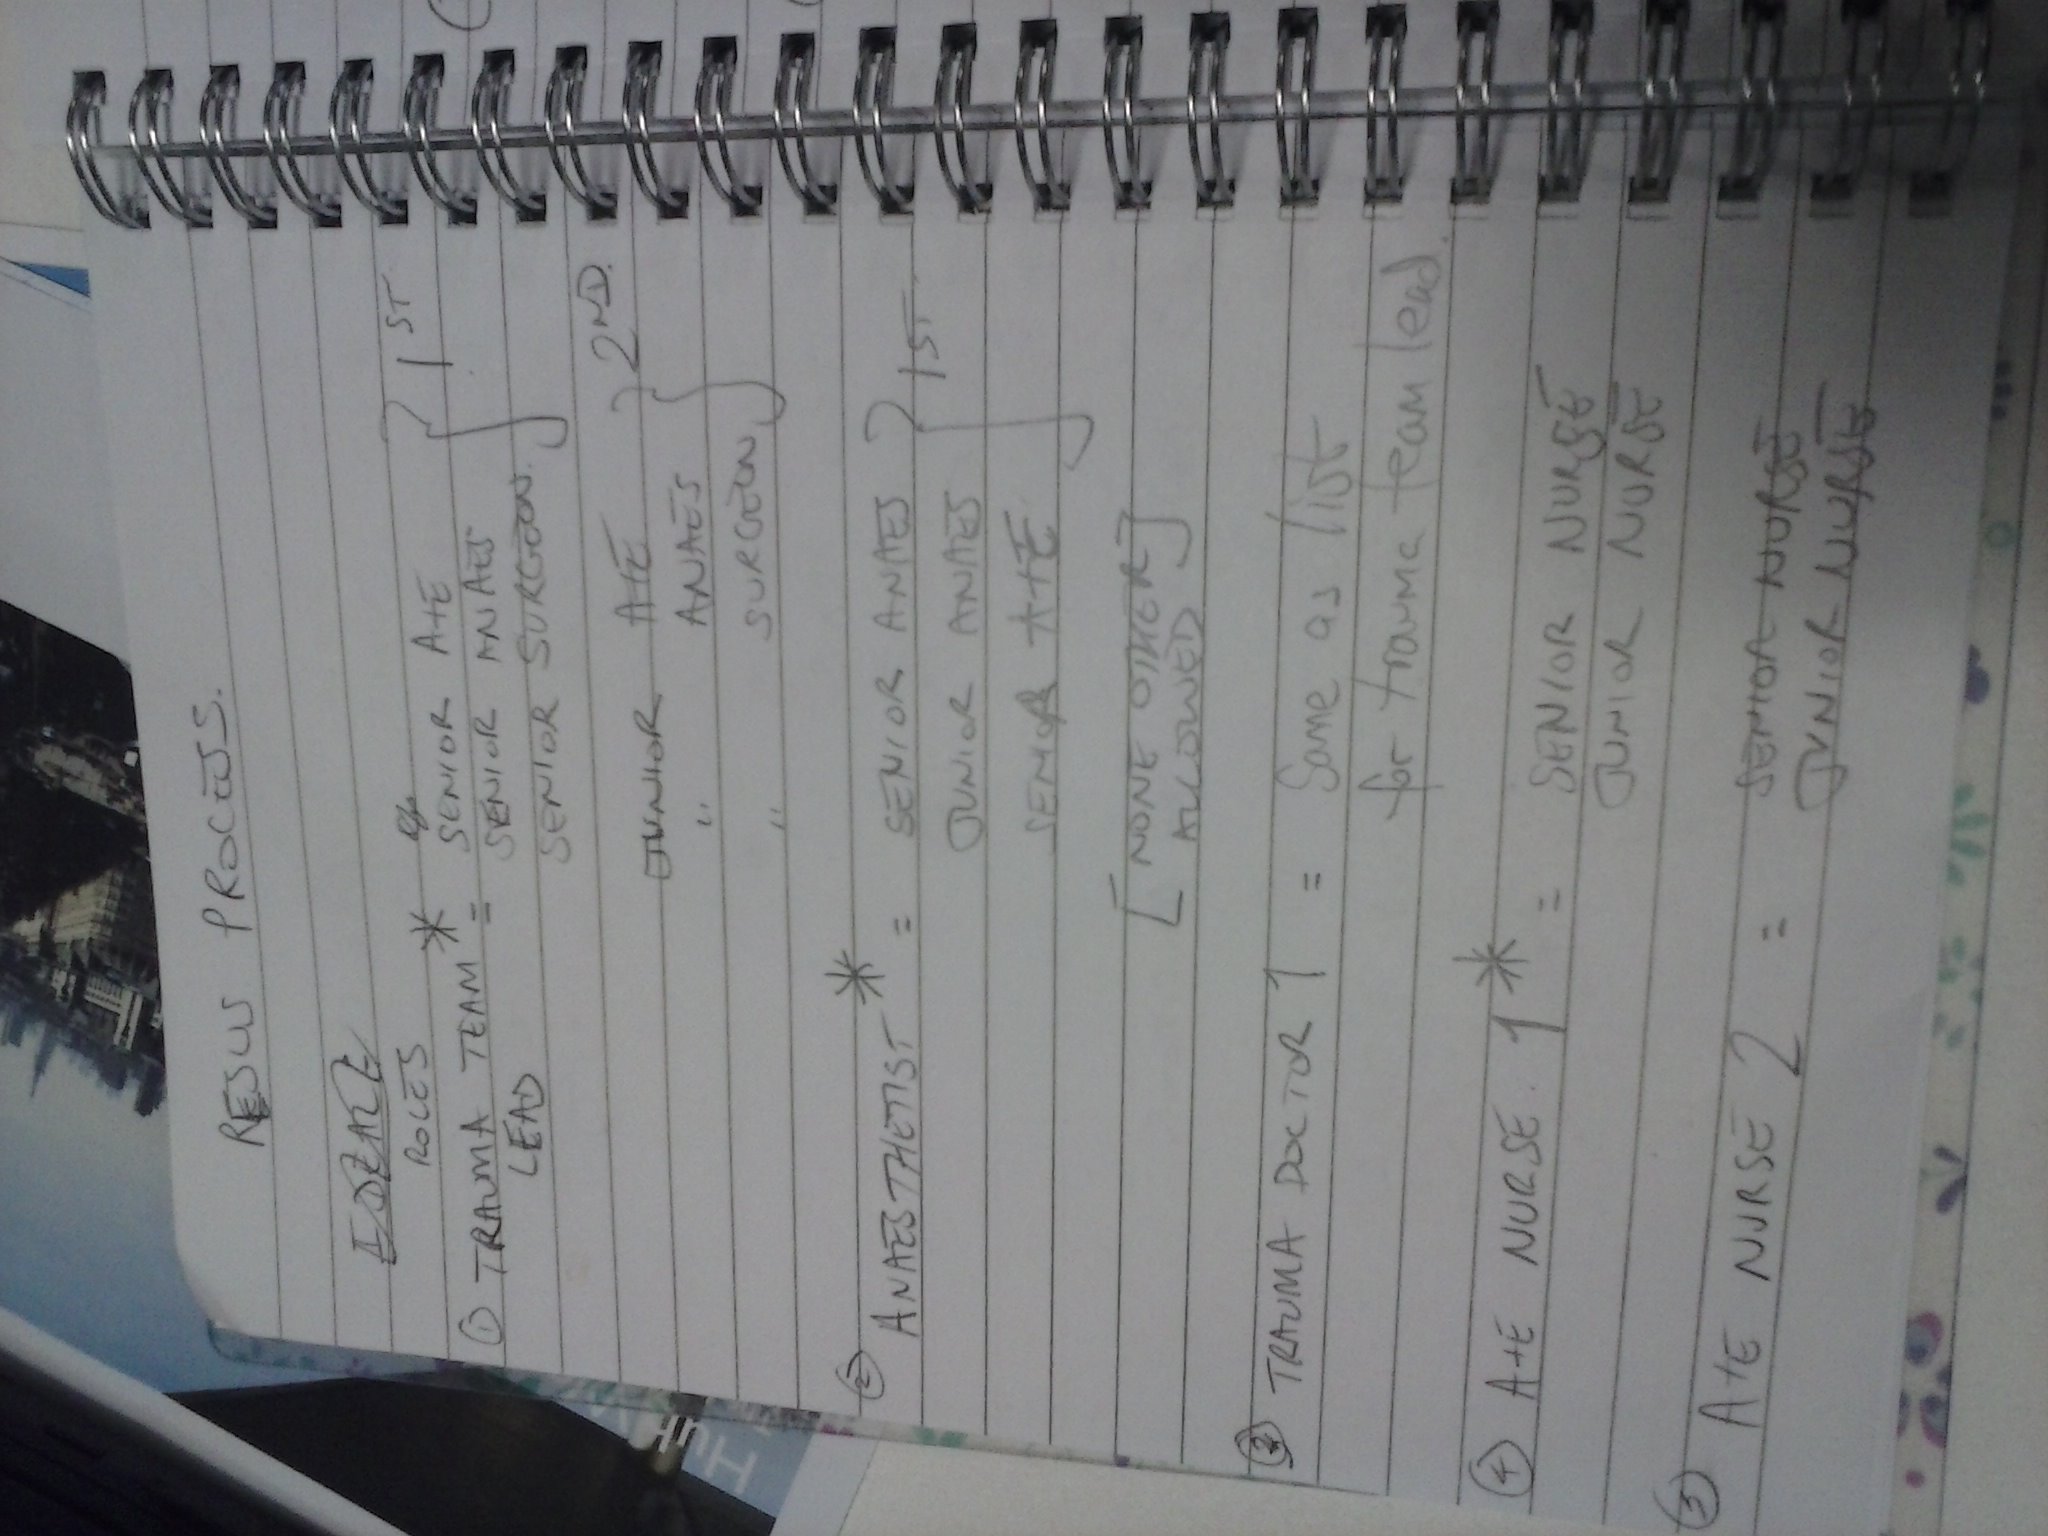 RESUS PROCESS.
IDEALE
ROLES
① TRAUMA TEAM * = SENIOR A+E } 1ST
LEAD SENIOR ANAES
SENIOR SURGEON.
JUNIOR A+E } 2ND.
" ANAES
" SURGEON
② ANAESTHETIST * = SENIOR ANAES } 1ST
JUNIOR ANAES
SENIOR A+E
[NONE OTHER]
ALLOWED
③ TRAUMA DOCTOR 1 = Same as list
for trauma team lead.
④ A+E NURSE. 1 * = SENIOR NURSE
JUNIOR NURSE
⑤ A+E NURSE 2 = SENIOR NURSE
JUNIOR NURSE